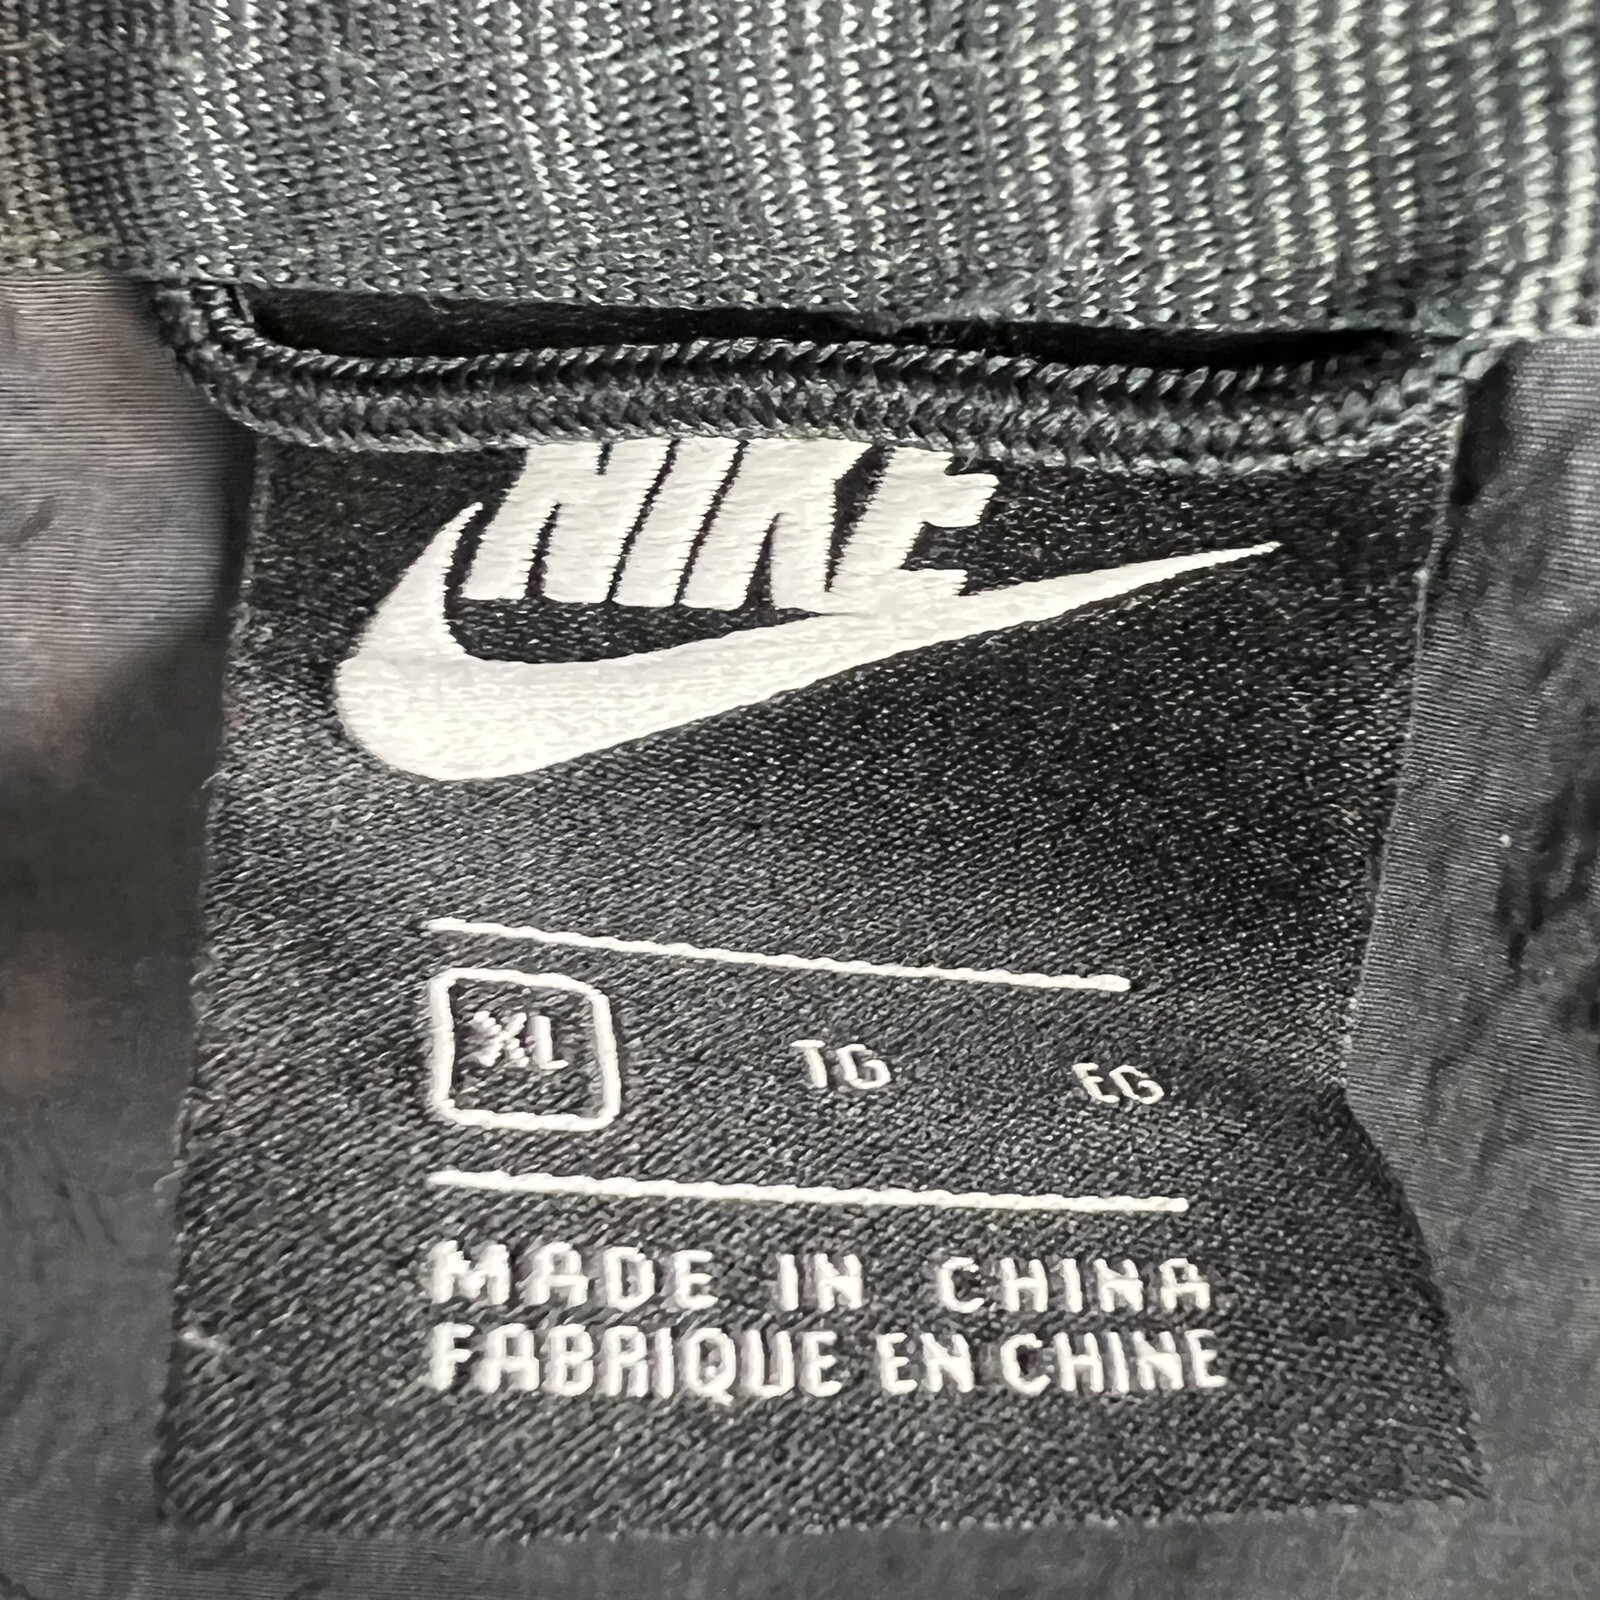 NIKE
XL TG EG
MADE IN CHINA
FABRIQUE EN CHINE